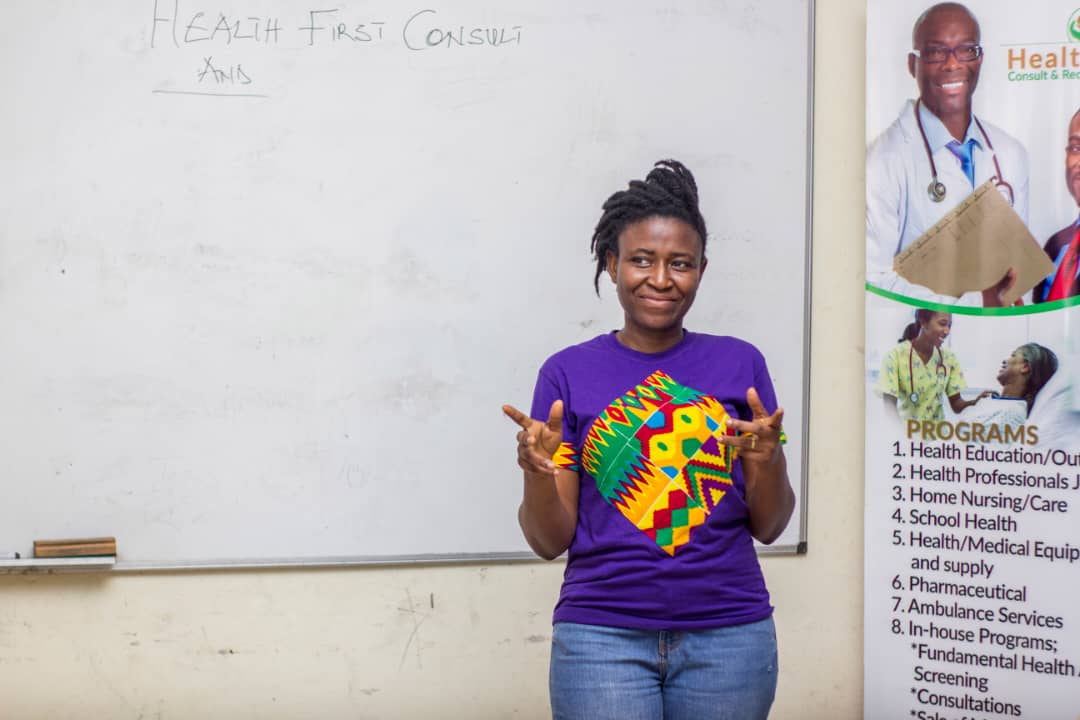 HEALTH FIRST CONSULT
AND
Healt
Consult & Rec
PROGRAMS
1. Health Education/Out
2. Health Professionals J
3. Home Nursing/Care
4. School Health
5. Health/Medical Equip
and supply
6. Pharmaceutical
7. Ambulance Services
8. In-house Programs;
*Fundamental Health A
Screening
*Consultations